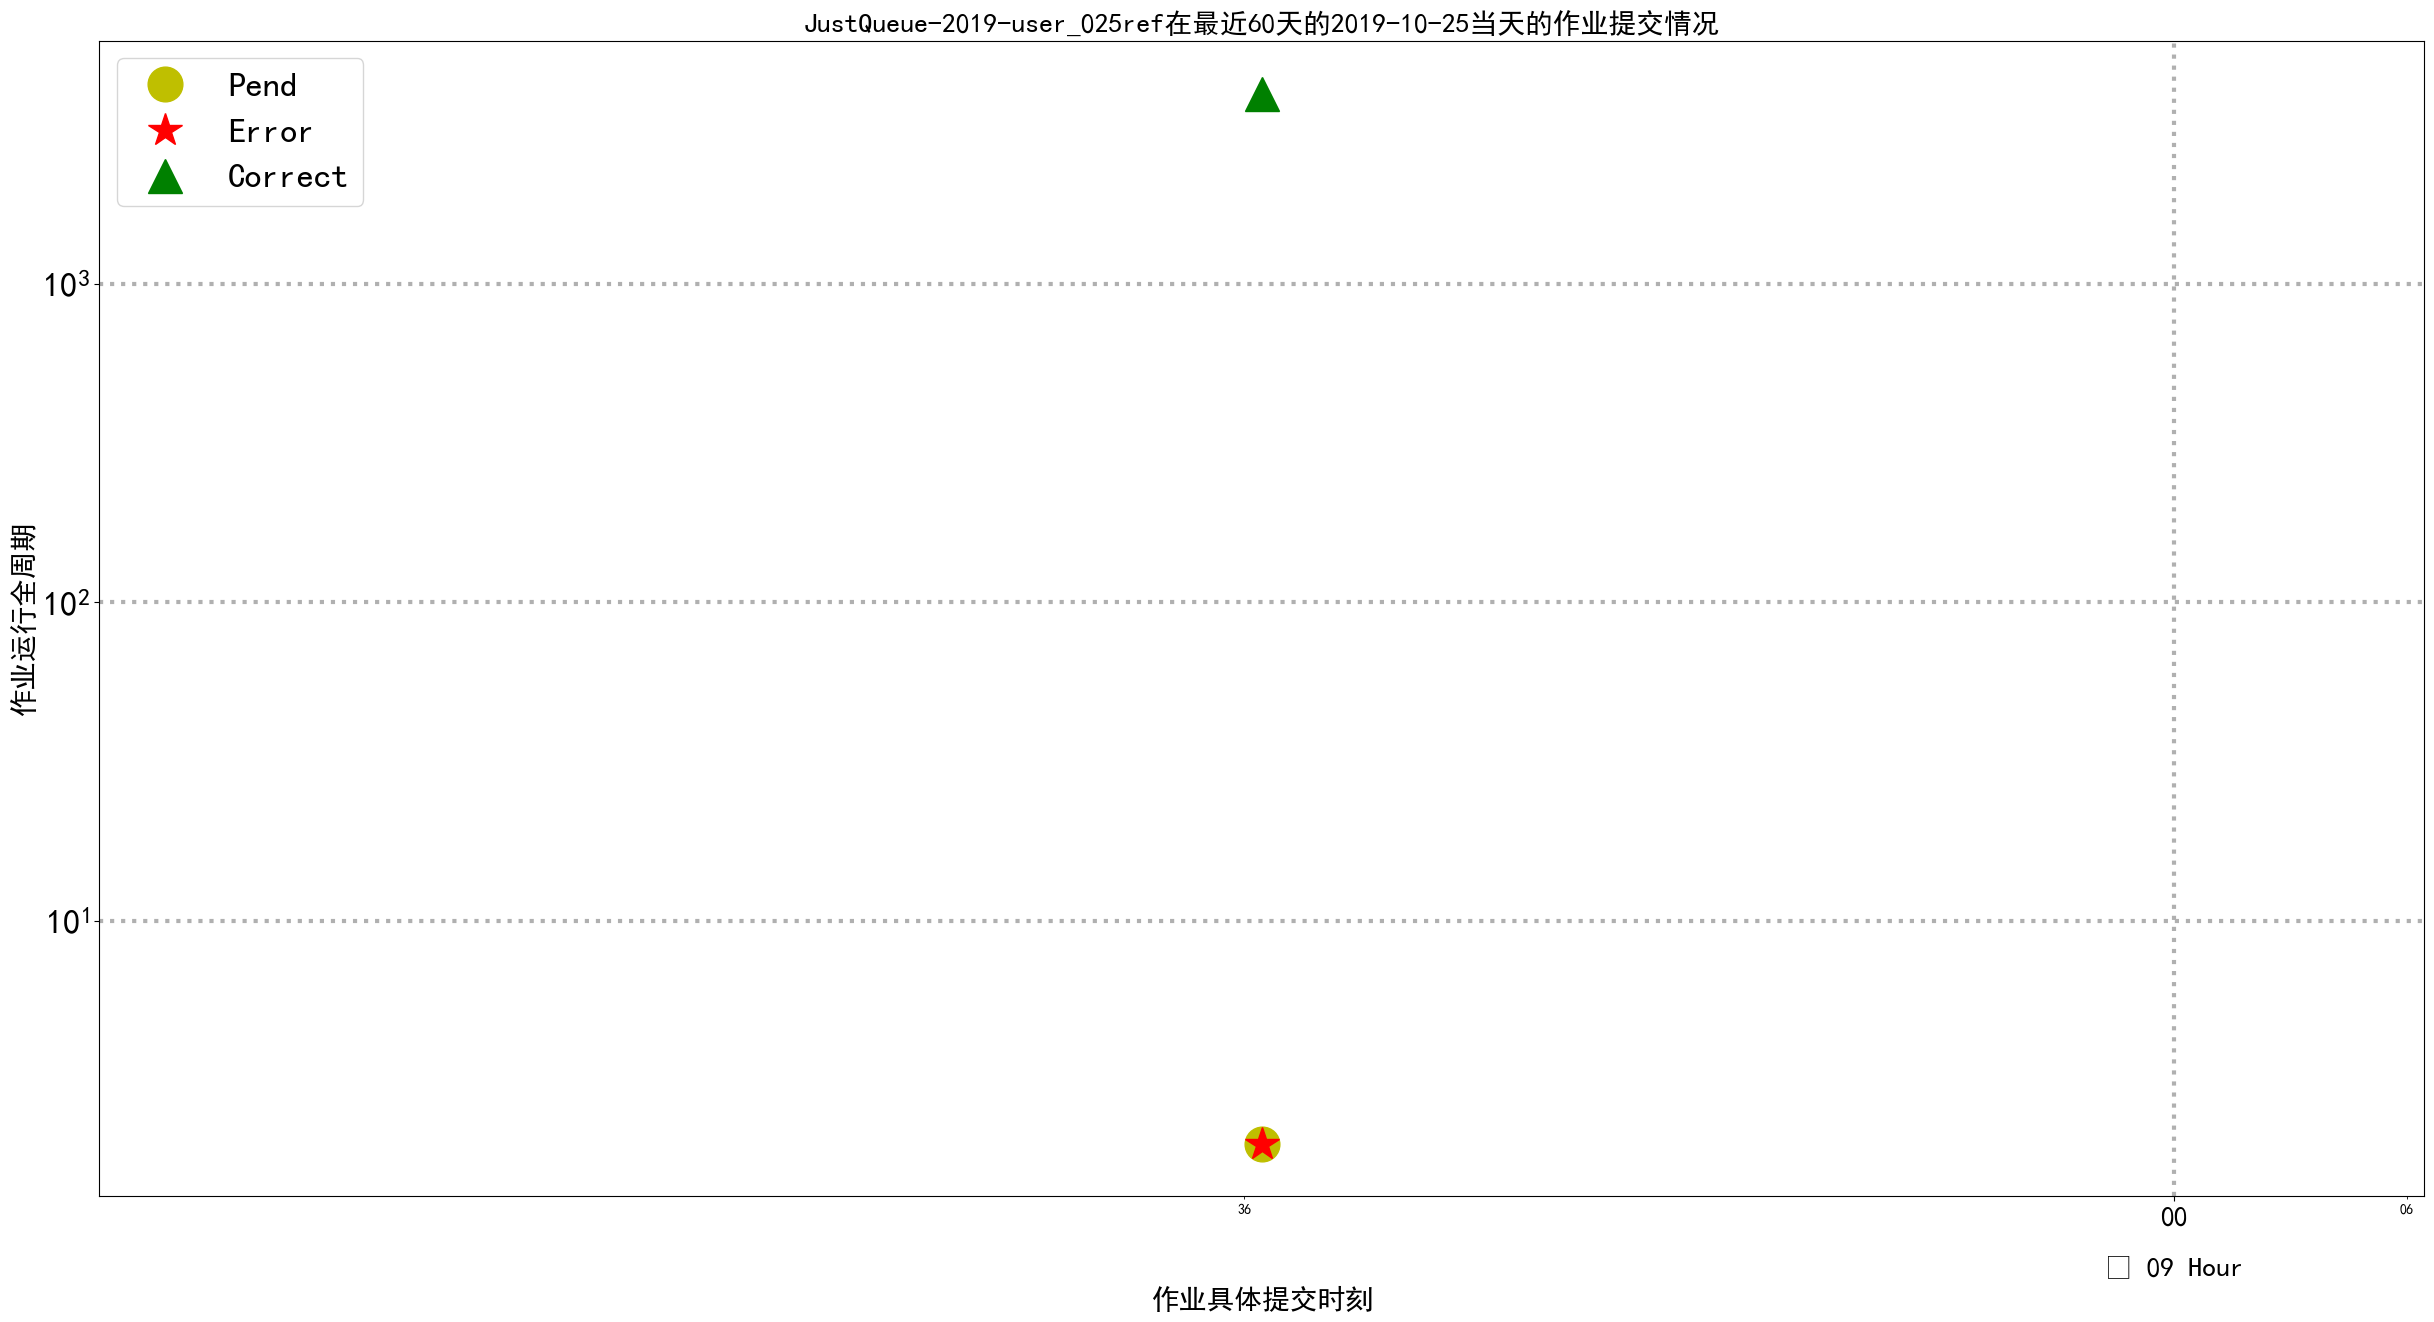 JustQueue-2019-user_025ref在最近60天的2019-10-25当天的作业提交情况
Pend
Error
Correct
10³
10²
10¹
作业运行全周期
36
00
06
09 Hour
作业具体提交时刻